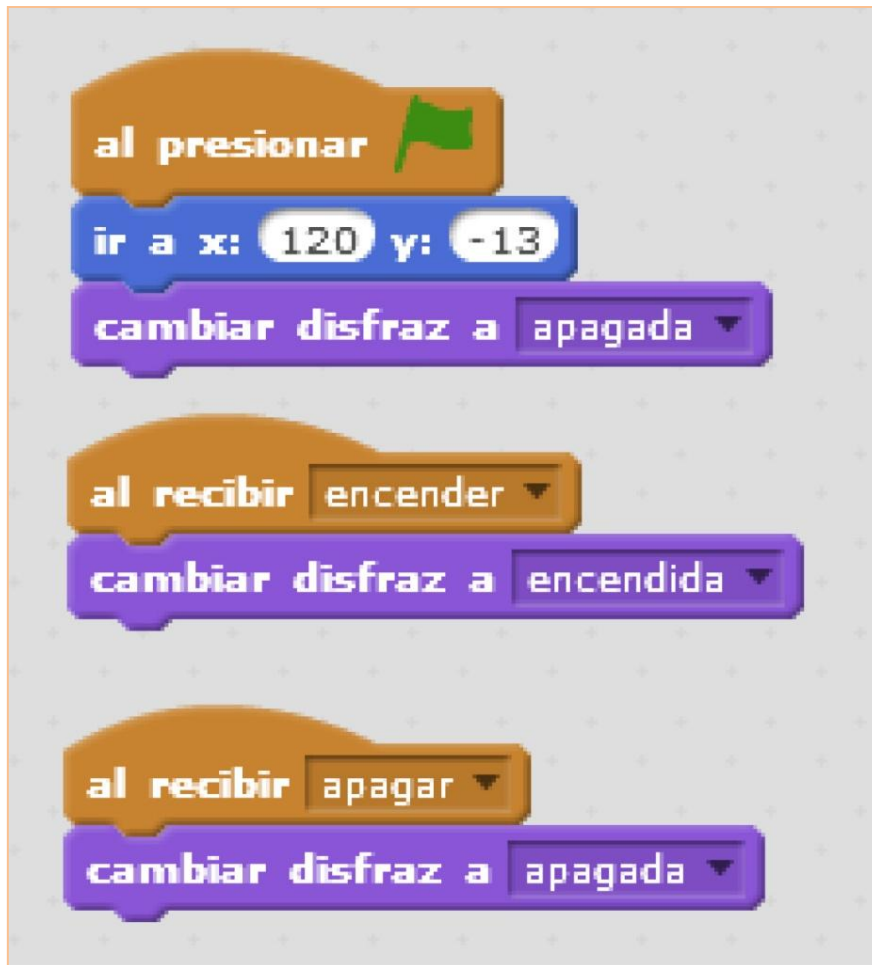 al presionar
ir a x: 120 y: -13
cambiar disfraz a apagada
al recibir encender
cambiar disfraz a encendida
al recibir apagar
cambiar disfraz a apagada